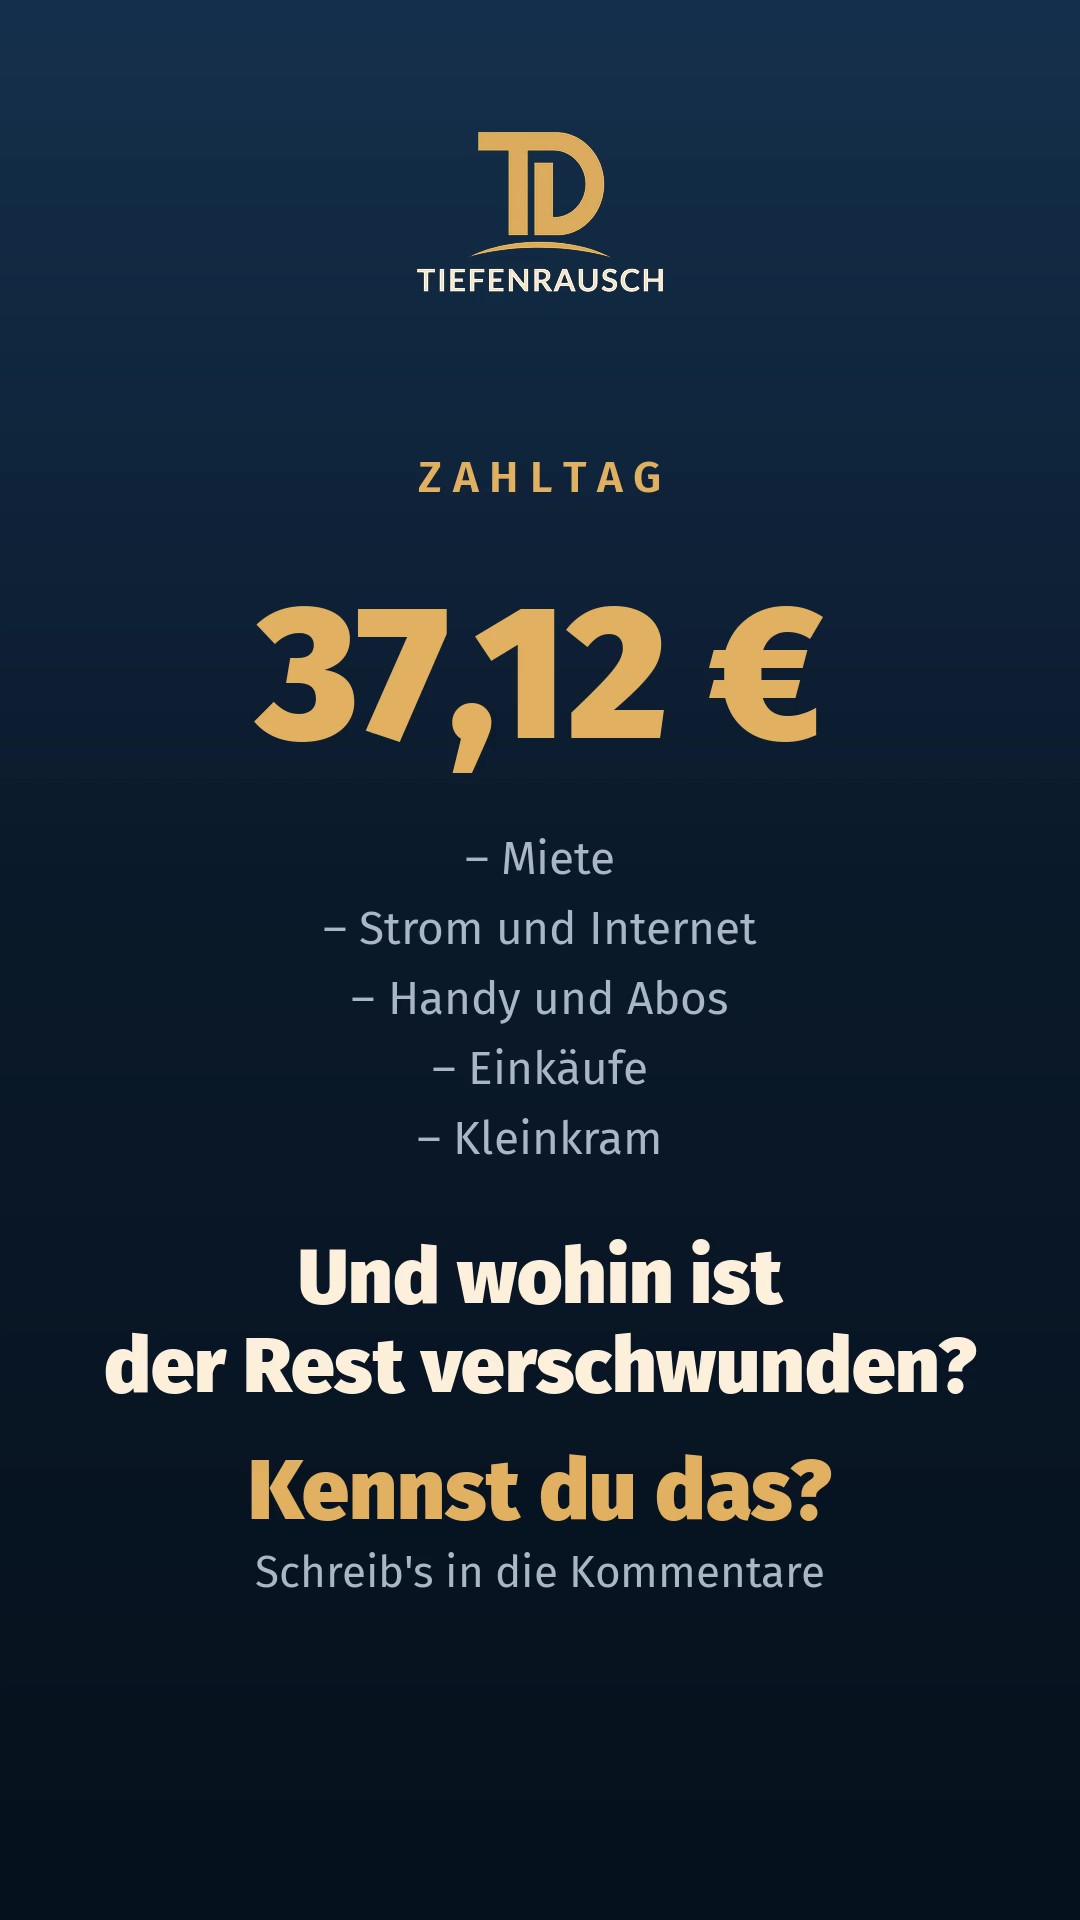 TD
TIEFENRAUSCH
ZAHLTAG
37,12 €
– Miete
– Strom und Internet
– Handy und Abos
– Einkäufe
– Kleinkram
Und wohin ist
der Rest verschwunden?
Kennst du das?
Schreib's in die Kommentare